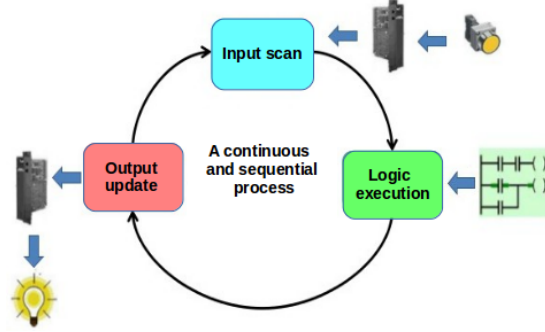 Input scan
A continuous
and sequential
process
Output
update
Logic
execution